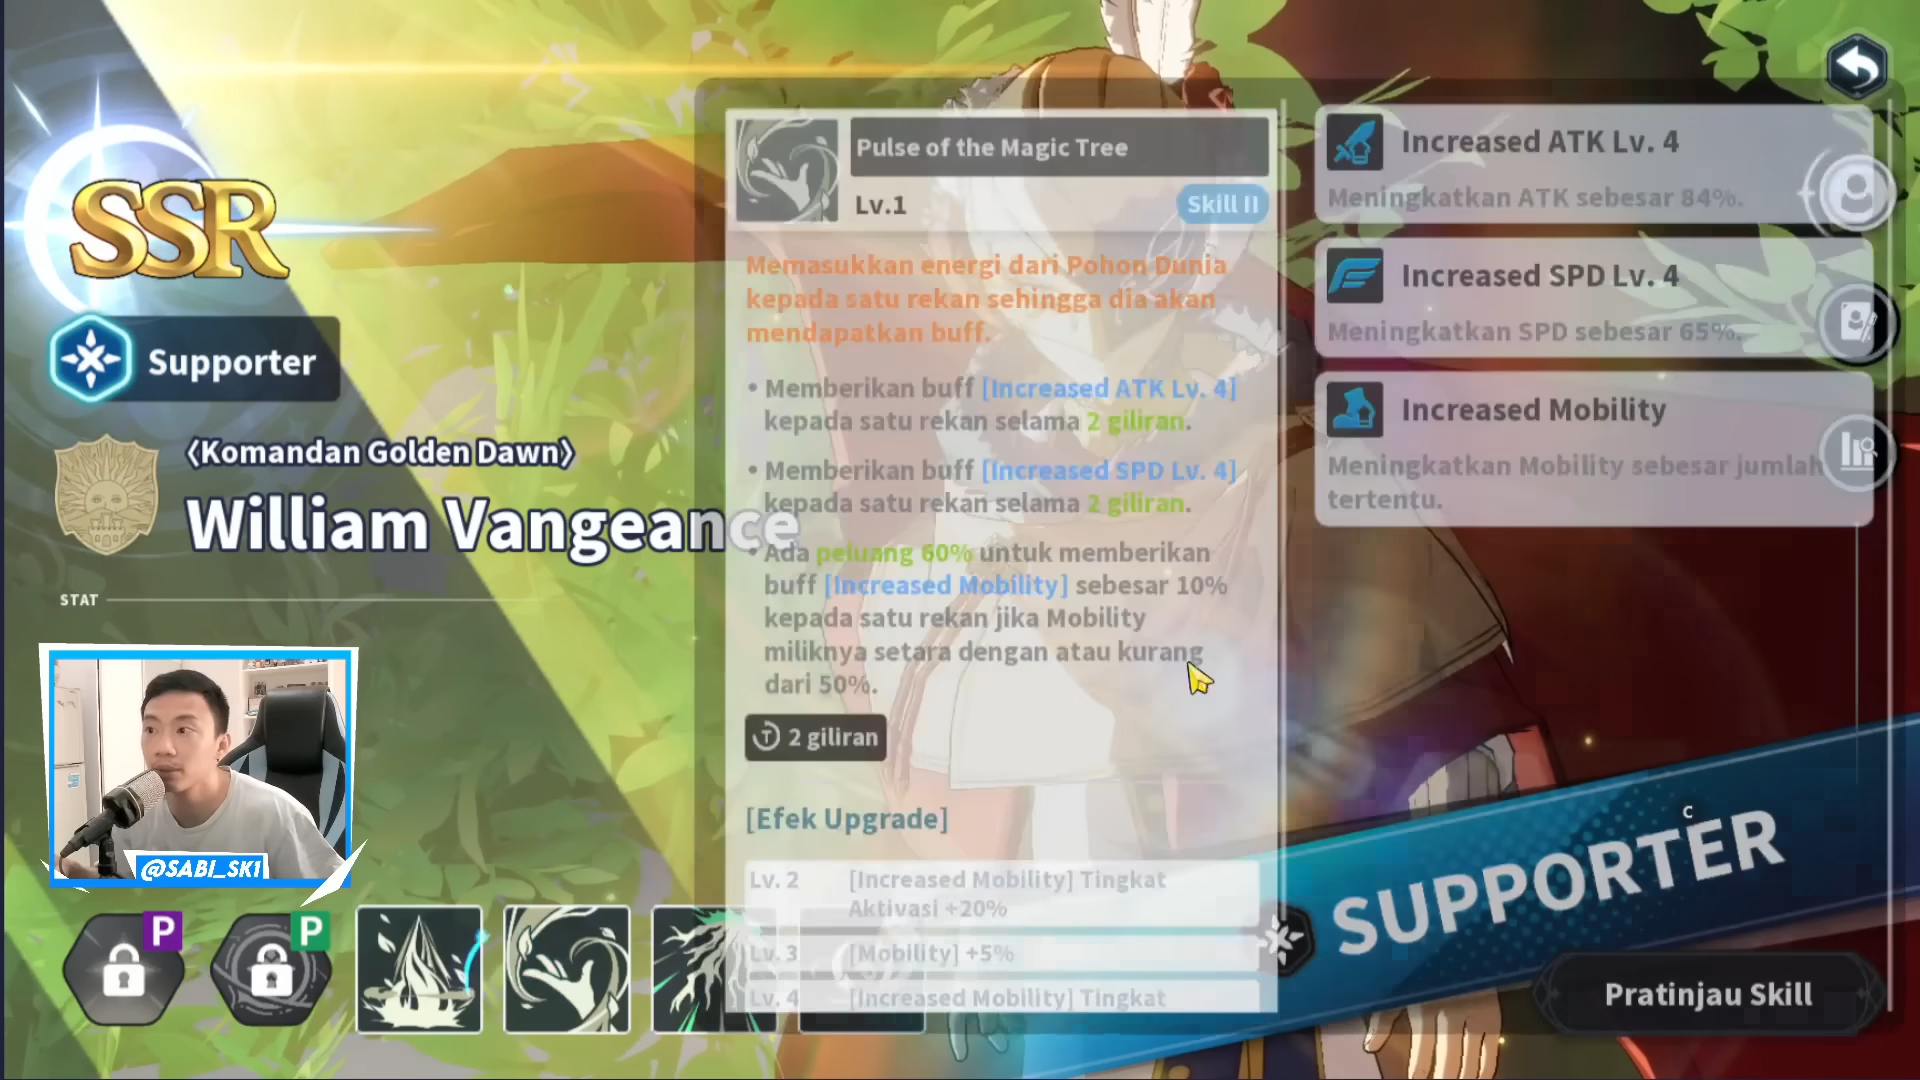 SSR
Supporter
〈Komandan Golden Dawn〉
William Vangeance
STAT
@SABI_SK1
P
P
Pulse of the Magic Tree
Lv.1
Skill II
Memasukkan energi dari Pohon Dunia
kepada satu rekan sehingga dia akan
mendapatkan buff.
• Memberikan buff [Increased ATK Lv. 4]
kepada satu rekan selama 2 giliran.
• Memberikan buff [Increased SPD Lv. 4]
kepada satu rekan selama 2 giliran.
• Ada peluang 60% untuk memberikan
buff [Increased Mobility] sebesar 10%
kepada satu rekan jika Mobility
miliknya setara dengan atau kurang
dari 50%.
2 giliran
[Efek Upgrade]
Lv. 2 [Increased Mobility] Tingkat
Aktivasi +20%
Lv. 3 [Mobility] +5%
Lv. 4 [Increased Mobility] Tingkat
Increased ATK Lv. 4
Meningkatkan ATK sebesar 84%.
Increased SPD Lv. 4
Meningkatkan SPD sebesar 65%.
Increased Mobility
Meningkatkan Mobility sebesar jumlah
tertentu.
C
SUPPORTER
Pratinjau Skill